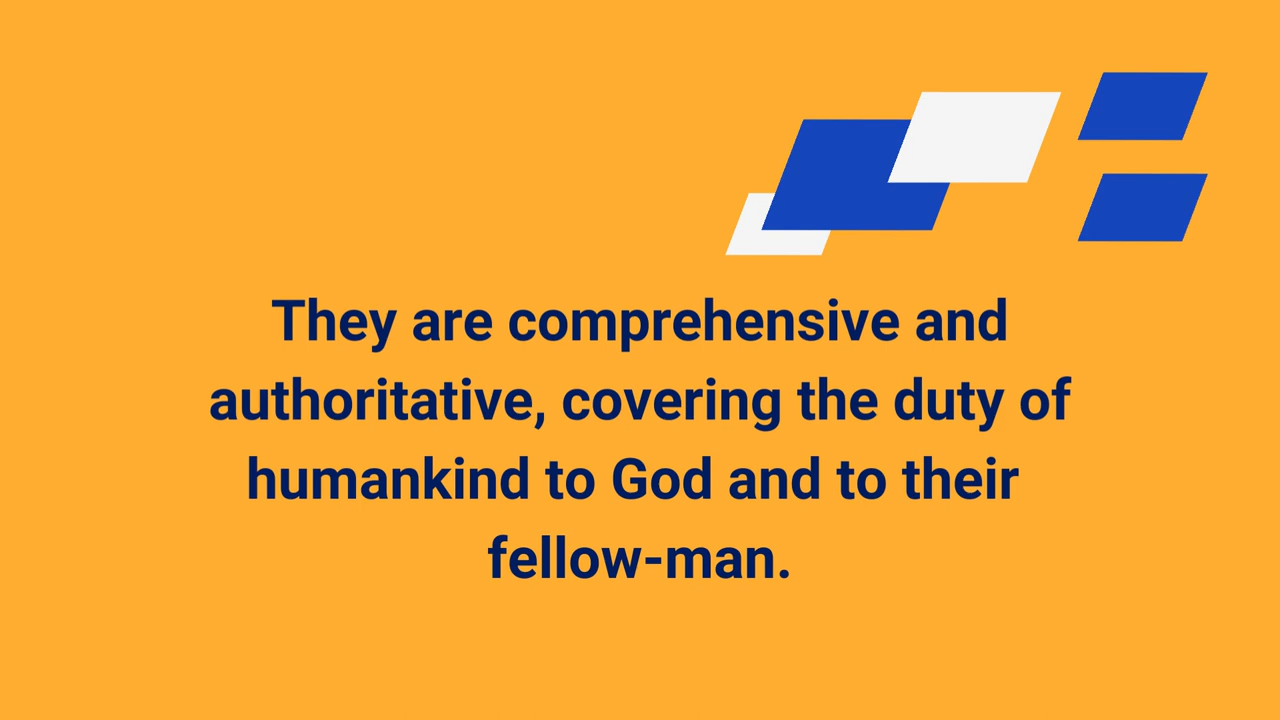 They are comprehensive and
authoritative, covering the duty of
humankind to God and to their
fellow-man.